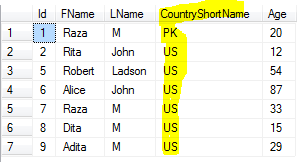 Id FName LName CountryShortName Age
1 1 Raza M PK 20
2 2 Rita John US 12
3 5 Robert Ladson US 54
4 6 Alice John US 87
5 7 Raza M US 33
6 8 Dita M US 15
7 9 Adita M US 29